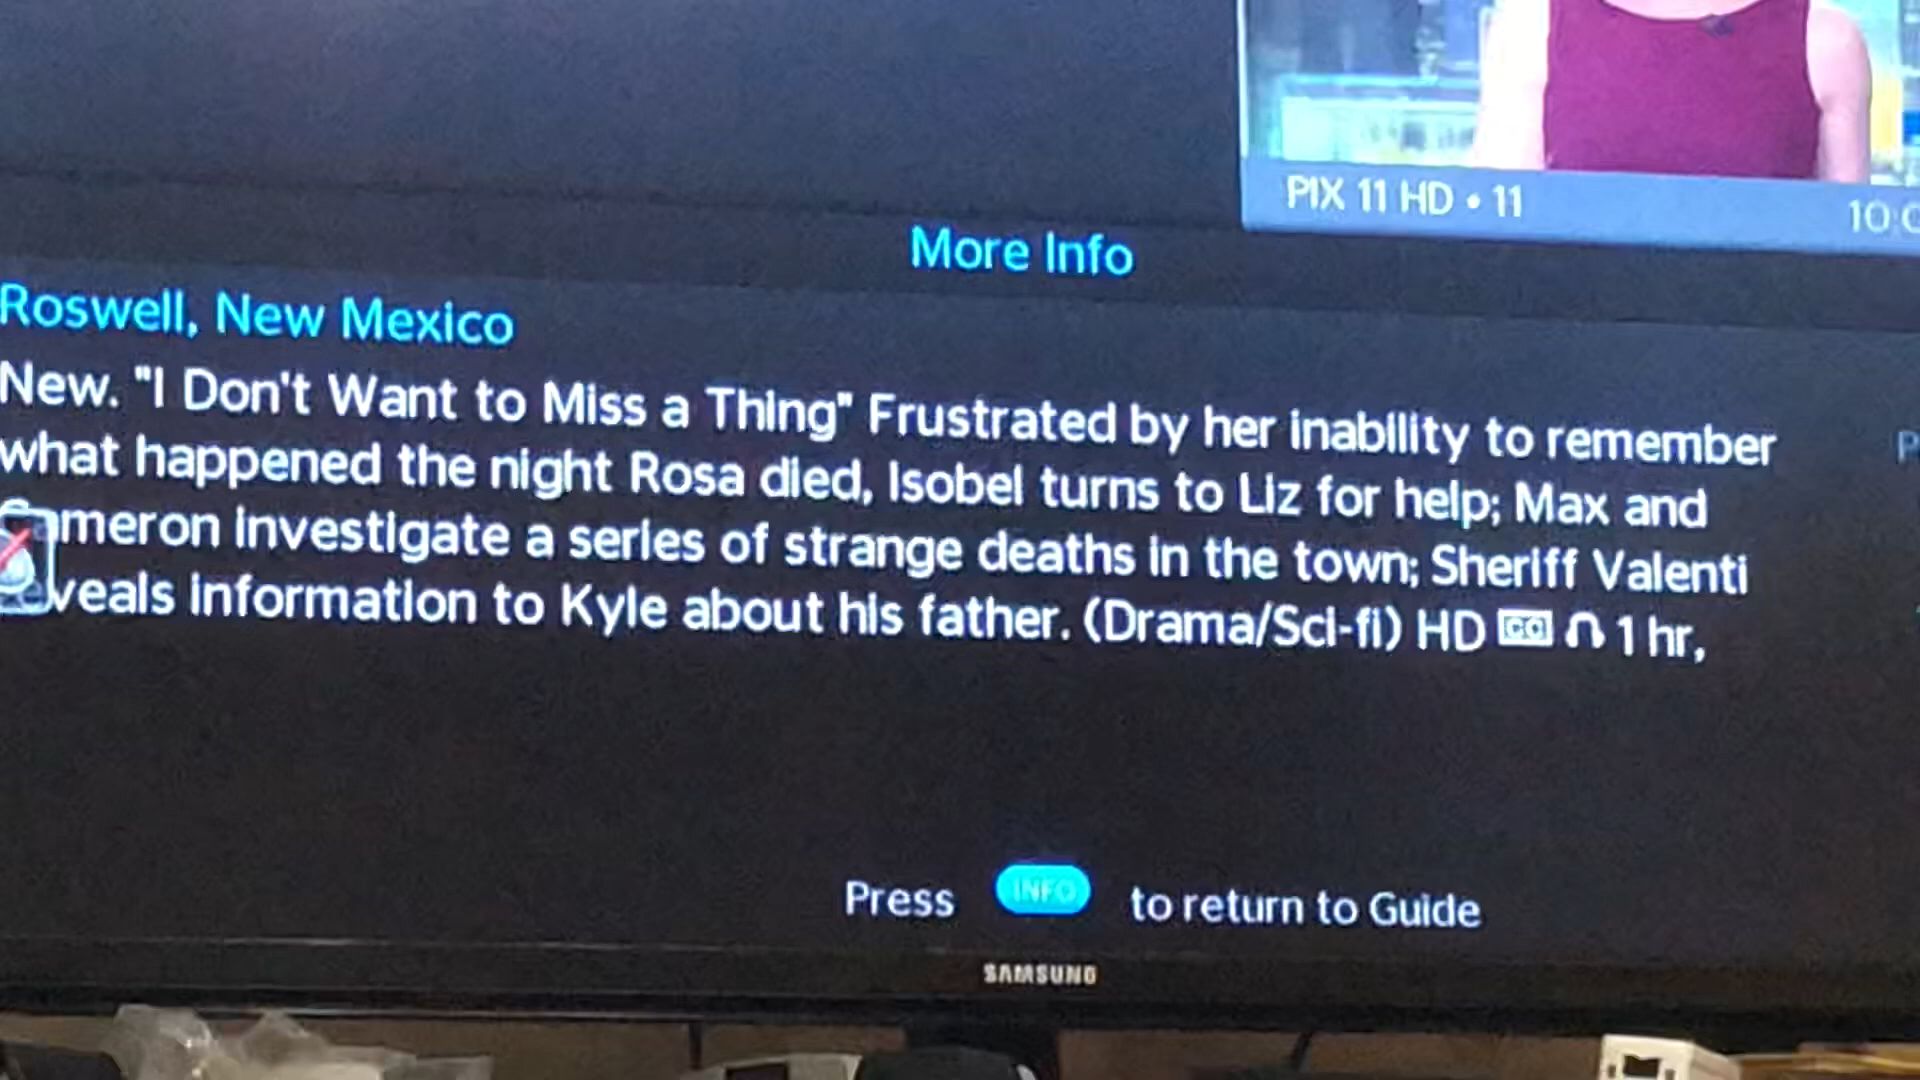 PIX 11 HD • 11
More Info
Roswell, New Mexico
New. "I Don't Want to Miss a Thing" Frustrated by her inability to remember
what happened the night Rosa died, Isobel turns to Liz for help; Max and
investigate a series of strange deaths in the town; Sheriff Valenti
information to Kyle about his father. (Drama/Sci-fi) HD CC 1 hr,
Press INFO to return to Guide
SAMSUNG